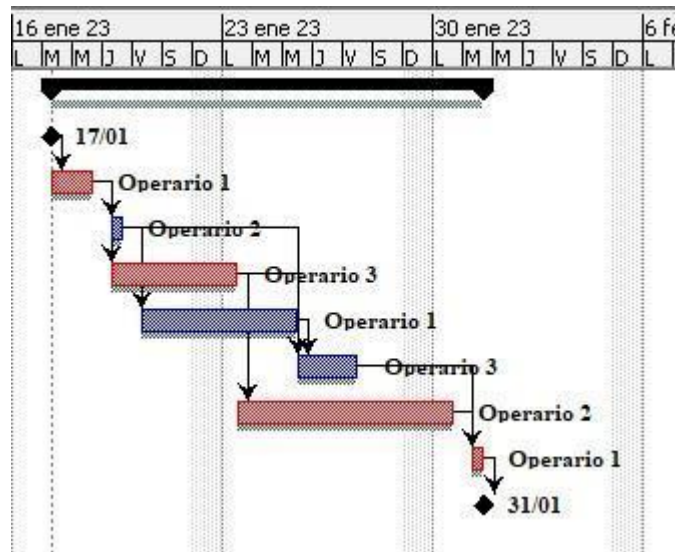 16 ene 23 23 ene 23 30 ene 23 6 fe
L M M J V S D L M M J V S D L M M J V S D L
17/01
Operario 1
Operario 2
Operario 3
Operario 1
Operario 3
Operario 2
Operario 1
31/01